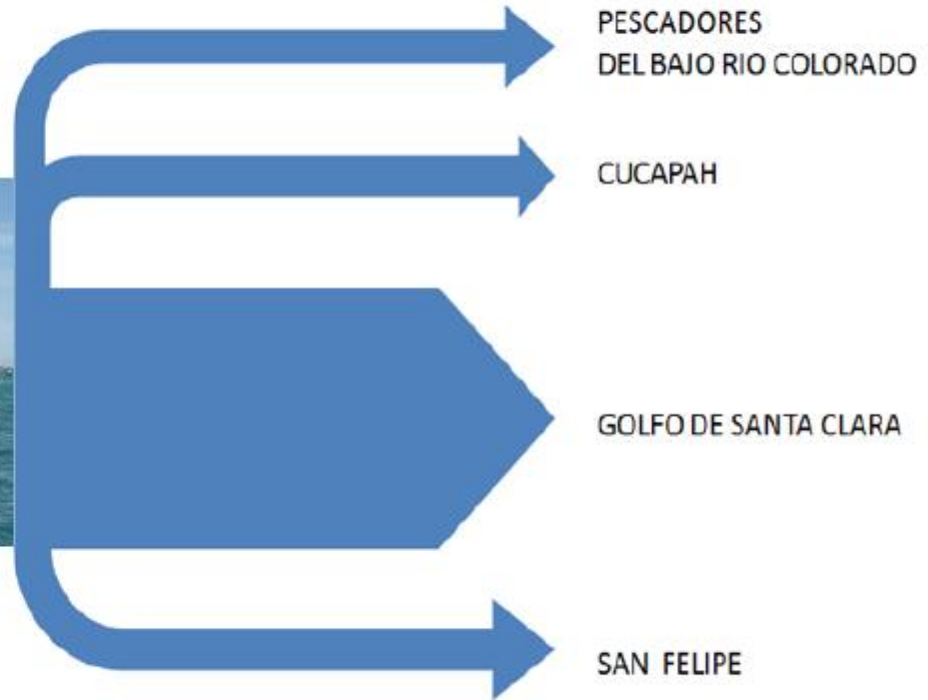 PESCADORES
DEL BAJO RIO COLORADO
CUCAPAH
GOLFO DE SANTA CLARA
SAN FELIPE